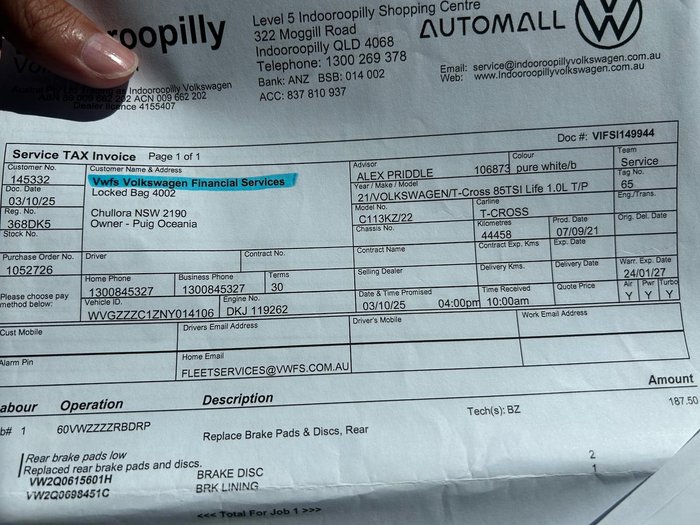 ooropilly
Level 5 Indooroopilly Shopping Centre
322 Moggill Road
Indooroopilly QLD 4068
Telephone: 1300 269 378
Bank: ANZ BSB: 014 002
ACC: 837 810 937
AUTOMALL
Email: service@indooroopillyvolkswagen.com.au
Web: www.Indooroopillyvolkswagen.com.au
Trading as Indooroopilly Volkswagen
ACN 009 662 202
Dealer licence 4155407
Doc #: VIFSI149944
Service TAX Invoice Page 1 of 1
Customer No. 145332
Customer Name & Address
Vwfs Volkswagen Financial Services
Locked Bag 4002
Chullora NSW 2190
Owner - Puig Oceania
Doc. Date 03/10/25
Reg. No. 368DK5
Stock No.
Advisor ALEX PRIDDLE 106873
Colour pure white/b
Team Service
Year / Make / Model
21/VOLKSWAGEN/T-Cross 85TSI Life 1.0L T/P
Tag No. 65
Model No. C113KZ/22
Carline T-CROSS
Eng./Trans.
Chassis No.
Kilometres 44458
Prod. Date 07/09/21
Orig. Del. Date
Purchase Order No. 1052726
Driver
Contract No.
Contract Name
Contract Exp. Kms
Exp. Date
Home Phone 1300845327
Business Phone 1300845327
Terms 30
Selling Dealer
Delivery Kms.
Delivery Date
Warr. Exp. Date 24/01/27
Please choose pay
method below:
Vehicle ID. WVGZZZC1ZNY014106
Engine No. DKJ 119262
Date & Time Promised 03/10/25 04:00pm
Time Received 10:00am
Quote Price
Air Y Pwr Y Turbo Y
Cust Mobile
Drivers Email Address
Driver's Mobile
Work Email Address
Alarm Pin
Home Email
FLEETSERVICES@VWFS.COM.AU
abour Operation Description Amount
b# 1 60VWZZZZRBDRP Replace Brake Pads & Discs, Rear Tech(s): BZ 187.50
Rear brake pads low
Replaced rear brake pads and discs.
VW2Q0615601H BRAKE DISC 2
VW2Q0698451C BRK LINING 1
<<< Total For Job 1 >>>